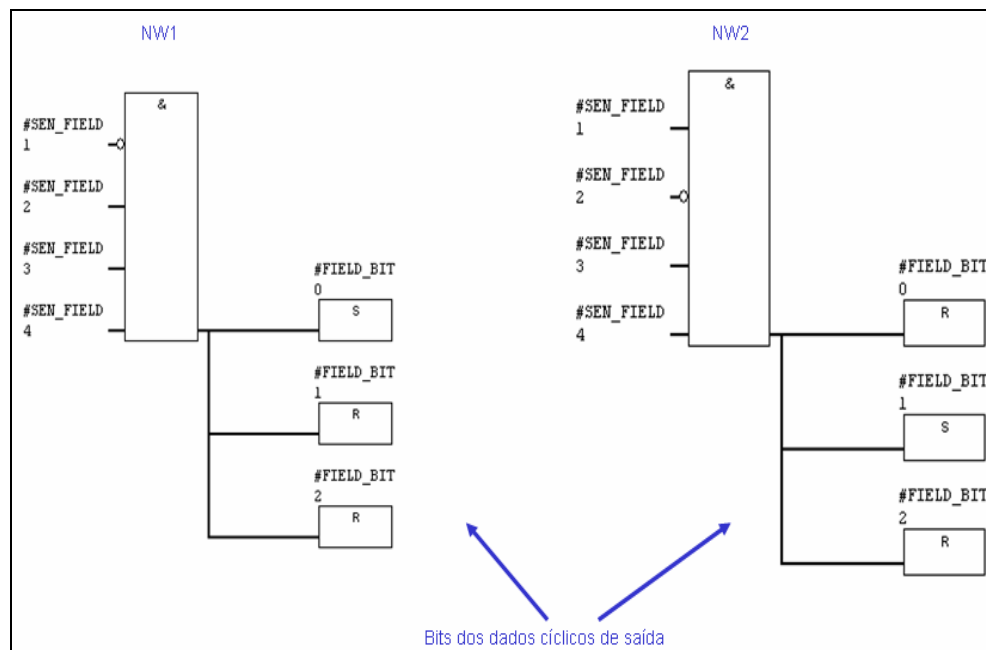 NW1
&
#SEN_FIELD
1
#SEN_FIELD
2
#SEN_FIELD
3
#SEN_FIELD
4
#FIELD_BIT
0
S
#FIELD_BIT
1
R
#FIELD_BIT
2
R
NW2
&
#SEN_FIELD
1
#SEN_FIELD
2
#SEN_FIELD
3
#SEN_FIELD
4
#FIELD_BIT
0
R
#FIELD_BIT
1
S
#FIELD_BIT
2
R
Bits dos dados cíclicos de saída